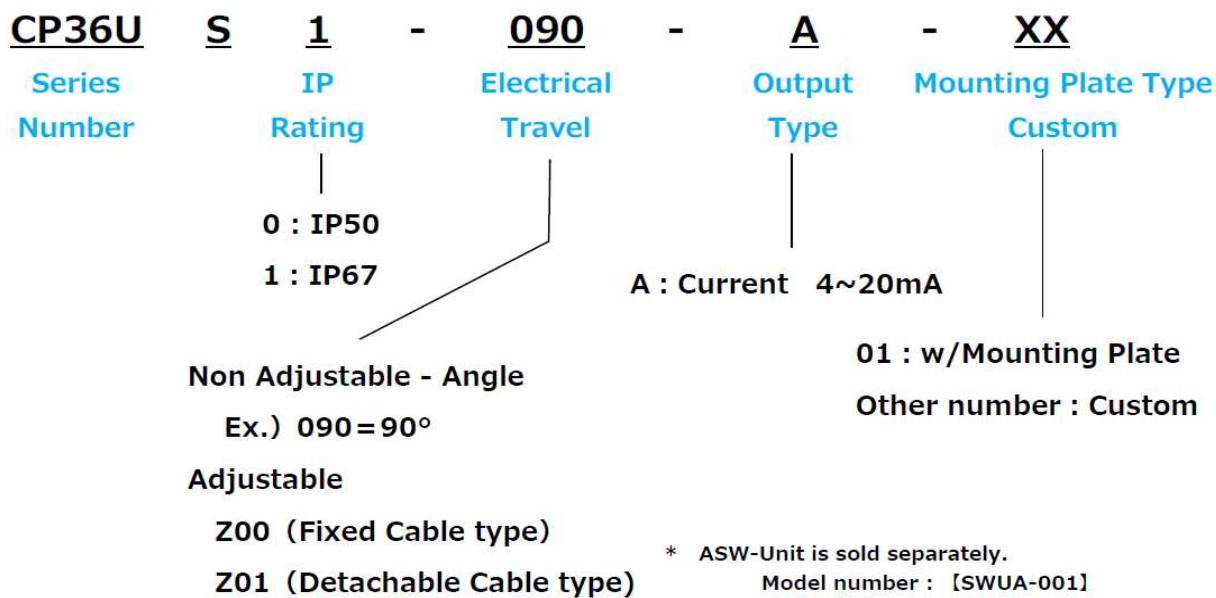 CP36U S 1 - 090 - A - XX
Series IP Electrical Output Mounting Plate Type
Number Rating Travel Type Custom
0 : IP50
1 : IP67
A : Current 4~20mA
01 : w/Mounting Plate
Other number : Custom
Non Adjustable - Angle
Ex.) 090=90°
Adjustable
Z00 (Fixed Cable type)
Z01 (Detachable Cable type)
* ASW-Unit is sold separately.
Model number : 【SWUA-001】